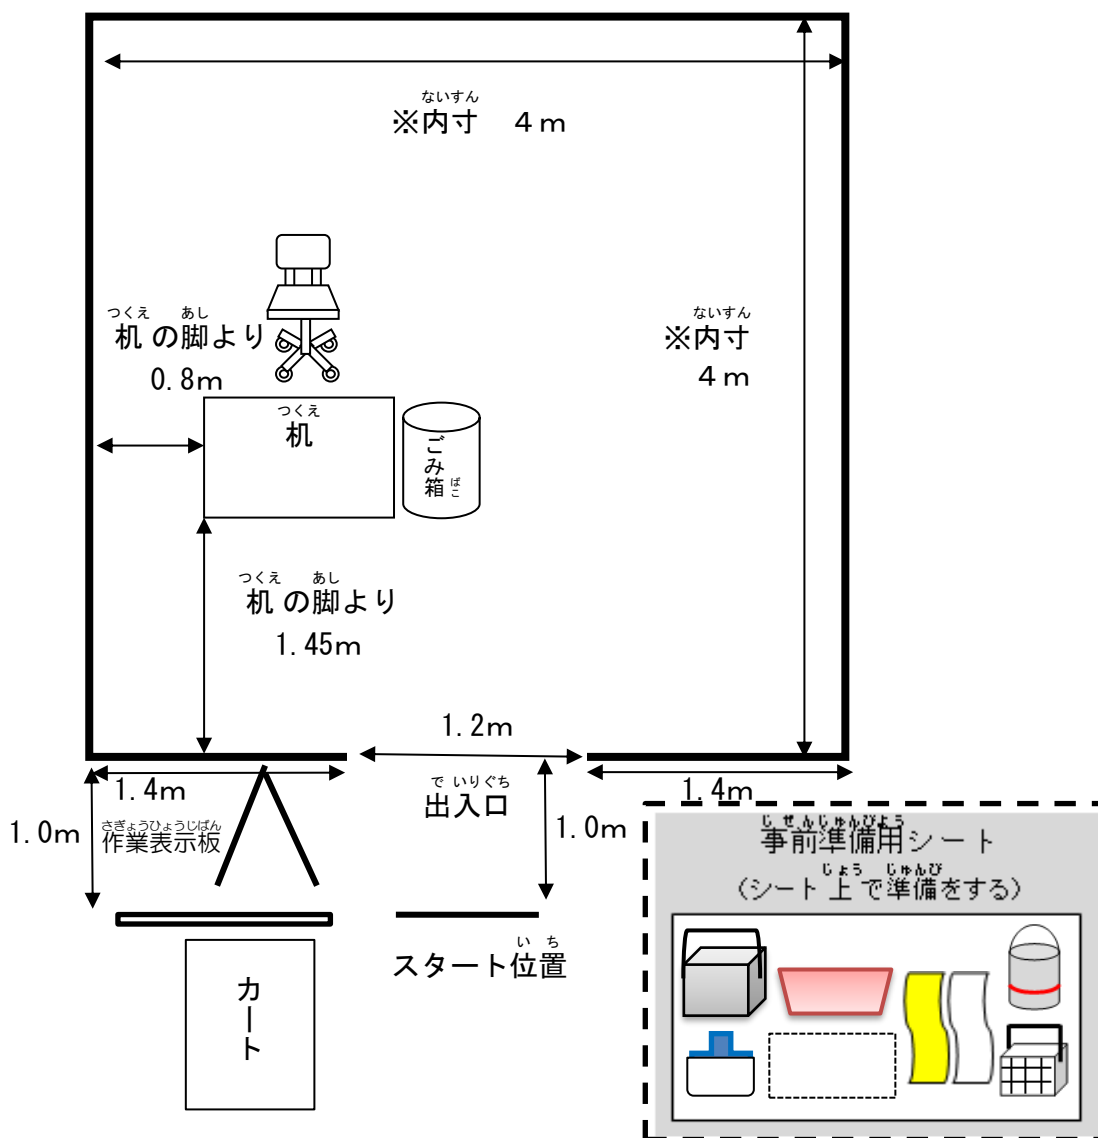 ないすん
※内寸　４ｍ
つくえ　あし
机の脚より
0.8m
ないすん
※内寸
４ｍ
つくえ
机
ごみ箱
ばこ
つくえ　あし
机の脚より
1.45m
1.2m
1.4m
で いりぐち
出入口
1.4m
1.0m
さぎょうひょうじばん
作業表示板
1.0m
いち
スタート位置
カート
じぜんじゅんびよう
事前準備用シート
じょう　じゅんび
（シート上で準備をする）